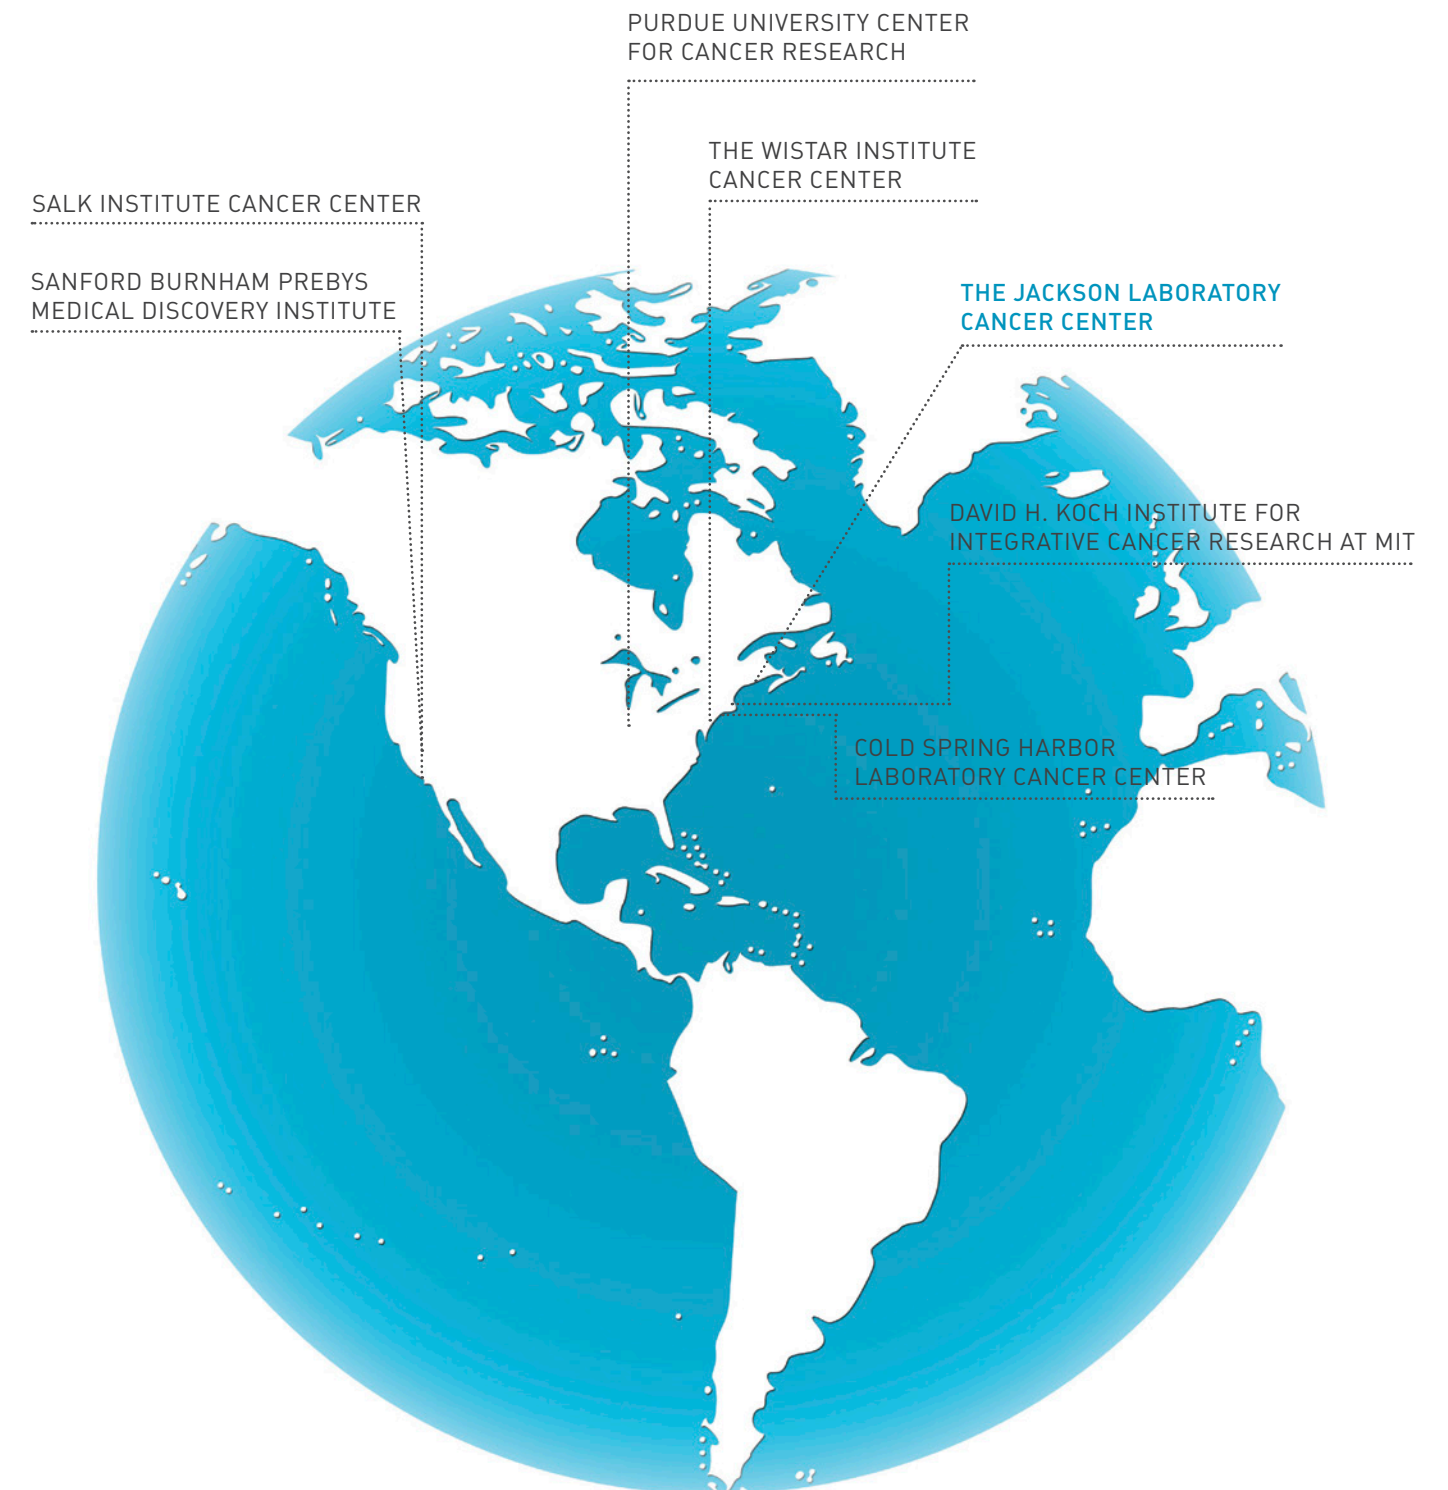 PURDUE UNIVERSITY CENTER
FOR CANCER RESEARCH
THE WISTAR INSTITUTE
CANCER CENTER
SALK INSTITUTE CANCER CENTER
SANFORD BURNHAM PREBYS
MEDICAL DISCOVERY INSTITUTE
THE JACKSON LABORATORY
CANCER CENTER
DAVID H. KOCH INSTITUTE FOR
INTEGRATIVE CANCER RESEARCH AT MIT
COLD SPRING HARBOR
LABORATORY CANCER CENTER